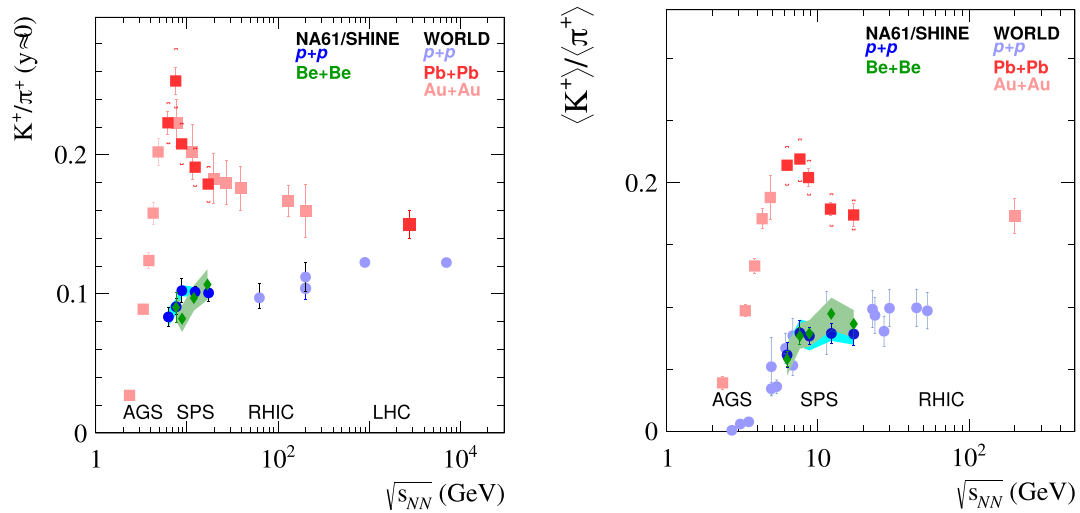 K⁺/π⁺ (y≈0)
NA61/SHINE WORLD
p+p p+p
Be+Be Pb+Pb
Au+Au
0.2
0.1
0
AGS SPS RHIC LHC
1 10² 10⁴
√s_NN (GeV)
⟨K⁺⟩/⟨π⁺⟩
NA61/SHINE WORLD
p+p p+p
Be+Be Pb+Pb
Au+Au
0.2
0
AGS SPS RHIC
1 10 10²
√s_NN (GeV)